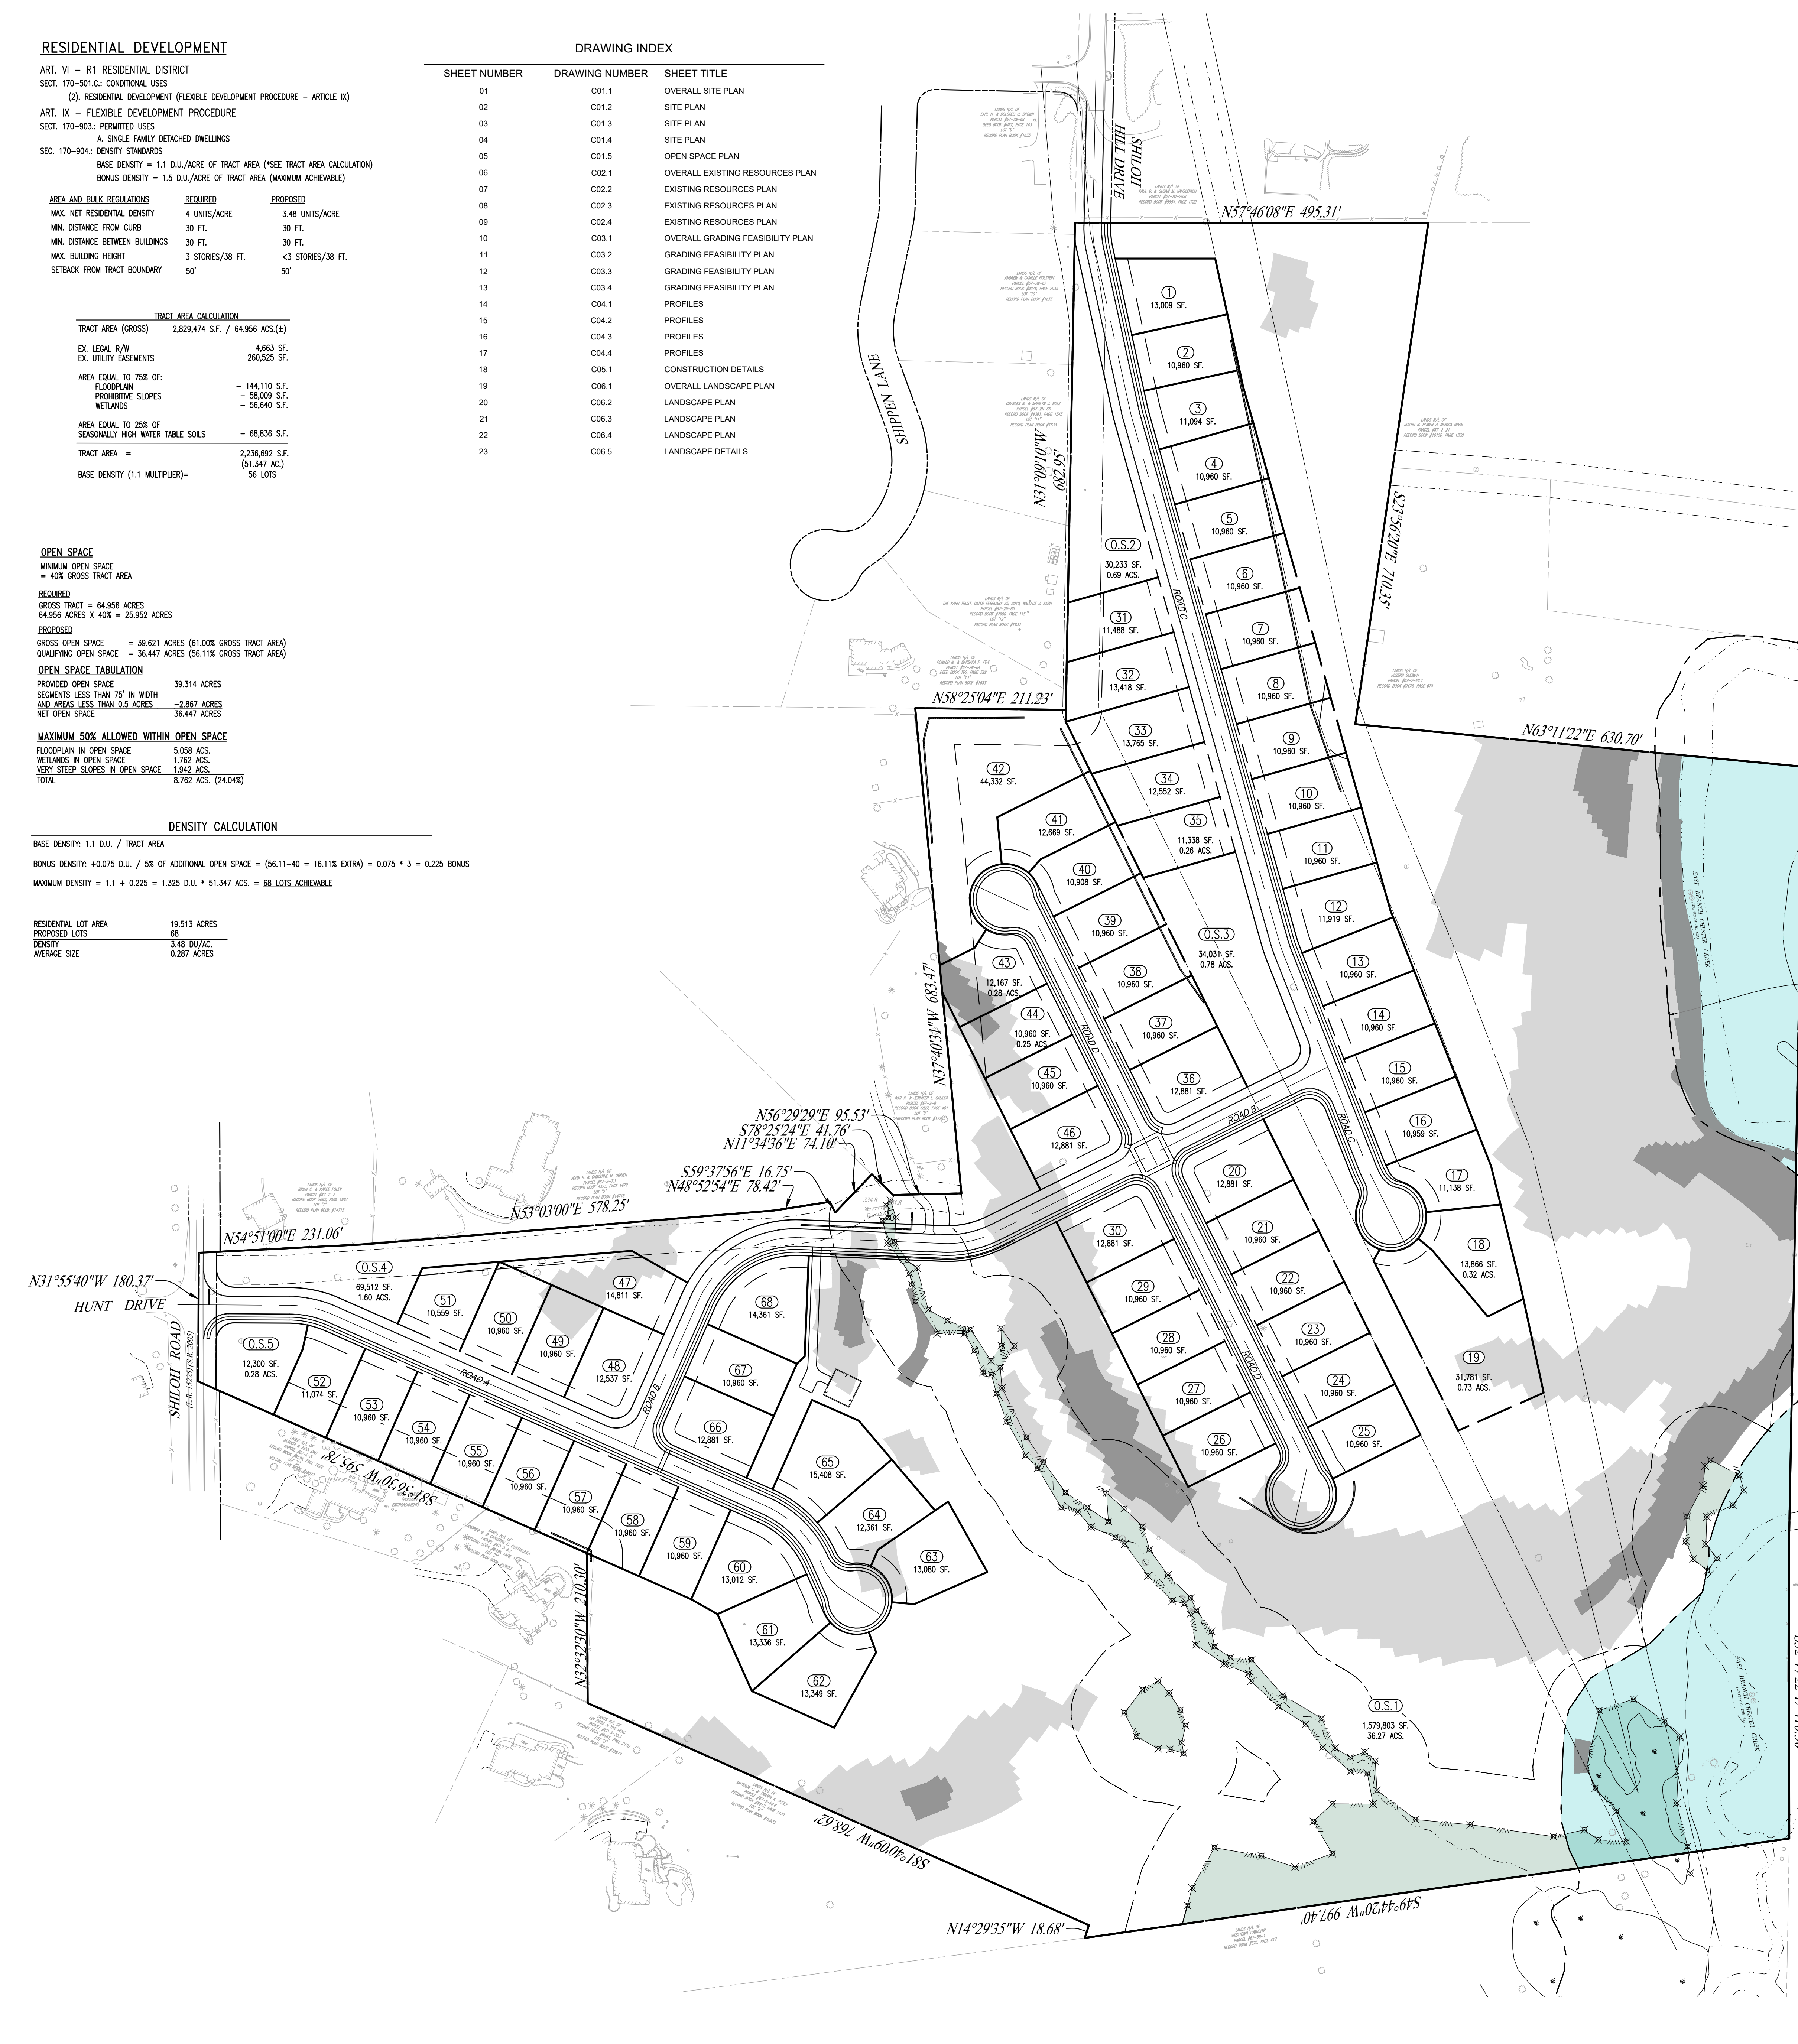 RESIDENTIAL DEVELOPMENT
ART. VI – R1 RESIDENTIAL DISTRICT
SECT. 170-501.C.: CONDITIONAL USES
(2). RESIDENTIAL DEVELOPMENT (FLEXIBLE DEVELOPMENT PROCEDURE – ARTICLE IX)
ART. IX – FLEXIBLE DEVELOPMENT PROCEDURE
SECT. 170-903.: PERMITTED USES
A. SINGLE FAMILY DETACHED DWELLINGS
SEC. 170-904.: DENSITY STANDARDS
BASE DENSITY = 1.1 D.U./ACRE OF TRACT AREA (*SEE TRACT AREA CALCULATION)
BONUS DENSITY = 1.5 D.U./ACRE OF TRACT AREA (MAXIMUM ACHIEVABLE)
AREA AND BULK REGULATIONS REQUIRED PROPOSED
MAX. NET RESIDENTIAL DENSITY 4 UNITS/ACRE 3.48 UNITS/ACRE
MIN. DISTANCE FROM CURB 30 FT. 30 FT.
MIN. DISTANCE BETWEEN BUILDINGS 30 FT. 30 FT.
MAX. BUILDING HEIGHT 3 STORIES/38 FT. <3 STORIES/38 FT.
SETBACK FROM TRACT BOUNDARY 50' 50'
TRACT AREA CALCULATION
TRACT AREA (GROSS) 2,829,474 S.F. / 64.956 ACS.(±)
EX. LEGAL R/W 4,663 SF.
EX. UTILITY EASEMENTS 260,525 SF.
AREA EQUAL TO 75% OF:
FLOODPLAIN – 144,110 S.F.
PROHIBITIVE SLOPES – 58,009 S.F.
WETLANDS – 56,640 S.F.
AREA EQUAL TO 25% OF
SEASONALLY HIGH WATER TABLE SOILS – 68,836 S.F.
TRACT AREA = 2,236,692 S.F.
(51.347 AC.)
BASE DENSITY (1.1 MULTIPLIER)= 56 LOTS
OPEN SPACE
MINIMUM OPEN SPACE
= 40% GROSS TRACT AREA
REQUIRED
GROSS TRACT = 64.956 ACRES
64.956 ACRES X 40% = 25.952 ACRES
PROPOSED
GROSS OPEN SPACE = 39.621 ACRES (61.00% GROSS TRACT AREA)
QUALIFYING OPEN SPACE = 36.447 ACRES (56.11% GROSS TRACT AREA)
OPEN SPACE TABULATION
PROVIDED OPEN SPACE 39.314 ACRES
SEGMENTS LESS THAN 75' IN WIDTH
AND AREAS LESS THAN 0.5 ACRES –2.867 ACRES
NET OPEN SPACE 36.447 ACRES
MAXIMUM 50% ALLOWED WITHIN OPEN SPACE
FLOODPLAIN IN OPEN SPACE 5.058 ACS.
WETLANDS IN OPEN SPACE 1.762 ACS.
VERY STEEP SLOPES IN OPEN SPACE 1.942 ACS.
TOTAL 8.762 ACS. (24.04%)
DENSITY CALCULATION
BASE DENSITY: 1.1 D.U. / TRACT AREA
BONUS DENSITY: +0.075 D.U. / 5% OF ADDITIONAL OPEN SPACE = (56.11–40 = 16.11% EXTRA) = 0.075 * 3 = 0.225 BONUS
MAXIMUM DENSITY = 1.1 + 0.225 = 1.325 D.U. * 51.347 ACS. = 68 LOTS ACHIEVABLE
RESIDENTIAL LOT AREA 19.513 ACRES
PROPOSED LOTS 68
DENSITY 3.48 DU/AC.
AVERAGE SIZE 0.287 ACRES
DRAWING INDEX
SHEET NUMBER DRAWING NUMBER SHEET TITLE
01 C01.1 OVERALL SITE PLAN
02 C01.2 SITE PLAN
03 C01.3 SITE PLAN
04 C01.4 SITE PLAN
05 C01.5 OPEN SPACE PLAN
06 C02.1 OVERALL EXISTING RESOURCES PLAN
07 C02.2 EXISTING RESOURCES PLAN
08 C02.3 EXISTING RESOURCES PLAN
09 C02.4 EXISTING RESOURCES PLAN
10 C03.1 OVERALL GRADING FEASIBILITY PLAN
11 C03.2 GRADING FEASIBILITY PLAN
12 C03.3 GRADING FEASIBILITY PLAN
13 C03.4 GRADING FEASIBILITY PLAN
14 C04.1 PROFILES
15 C04.2 PROFILES
16 C04.3 PROFILES
17 C04.4 PROFILES
18 C05.1 CONSTRUCTION DETAILS
19 C06.1 OVERALL LANDSCAPE PLAN
20 C06.2 LANDSCAPE PLAN
21 C06.3 LANDSCAPE PLAN
22 C06.4 LANDSCAPE PLAN
23 C06.5 LANDSCAPE DETAILS
SHIPPEN LANE
SHILOH
HILL DRIVE
N57°46'08"E 495.31'
N31°09'10"W
682.95'
S23°56'20"E 710.35'
N63°11'22"E 630.70'
N58°25'04"E 211.23'
N37°40'31"W 683.47'
N56°29'29"E 95.53'
S78°25'24"E 41.76'
N11°34'36"E 74.10'
S59°37'56"E 16.75'
N48°52'54"E 78.42'
N53°03'00"E 578.25'
N54°51'00"E 231.06'
N31°55'40"W 180.37'
HUNT DRIVE
SHILOH ROAD
(L.R. 15225) (S.R. 2005)
S81°36'30"W 595.78'
N32°32'30"W 210.30'
S81°40'09"W 768.62'
N14°29'35"W 18.68'
S49°44'20"W 997.40'
1
13,009 SF.
2
10,960 SF.
3
11,094 SF.
4
10,960 SF.
5
10,960 SF.
6
10,960 SF.
7
10,960 SF.
8
10,960 SF.
9
10,960 SF.
10
10,960 SF.
11
10,960 SF.
12
11,919 SF.
13
10,960 SF.
14
10,960 SF.
15
10,960 SF.
16
10,959 SF.
17
11,138 SF.
18
13,866 SF.
0.32 ACS.
19
31,781 SF.
0.73 ACS.
20
12,881 SF.
21
10,960 SF.
22
10,960 SF.
23
10,960 SF.
24
10,960 SF.
25
10,960 SF.
26
10,960 SF.
27
10,960 SF.
28
10,960 SF.
29
10,960 SF.
30
12,881 SF.
31
11,488 SF.
32
13,418 SF.
33
13,765 SF.
34
12,552 SF.
35
11,338 SF.
0.26 ACS.
36
12,881 SF.
37
10,960 SF.
38
10,960 SF.
39
10,960 SF.
40
10,908 SF.
41
12,669 SF.
42
44,332 SF.
43
12,167 SF.
0.28 ACS.
44
10,960 SF.
0.25 ACS.
45
10,960 SF.
46
12,881 SF.
47
14,811 SF.
48
12,537 SF.
49
10,960 SF.
50
10,960 SF.
51
10,559 SF.
52
11,074 SF.
53
10,960 SF.
54
10,960 SF.
55
10,960 SF.
56
10,960 SF.
57
10,960 SF.
58
10,960 SF.
59
10,960 SF.
60
13,012 SF.
61
13,336 SF.
62
13,349 SF.
63
13,080 SF.
64
12,361 SF.
65
15,408 SF.
66
12,881 SF.
67
10,960 SF.
68
14,361 SF.
O.S.1
1,579,803 SF.
36.27 ACS.
O.S.2
30,233 SF.
0.69 ACS.
O.S.3
34,031 SF.
0.78 ACS.
O.S.4
69,512 SF.
1.60 ACS.
O.S.5
12,300 SF.
0.28 ACS.
ROAD A
ROAD B
ROAD B
ROAD C
ROAD C
ROAD D
ROAD D
EAST BRANCH CHESTER CREEK
EAST BRANCH CHESTER CREEK